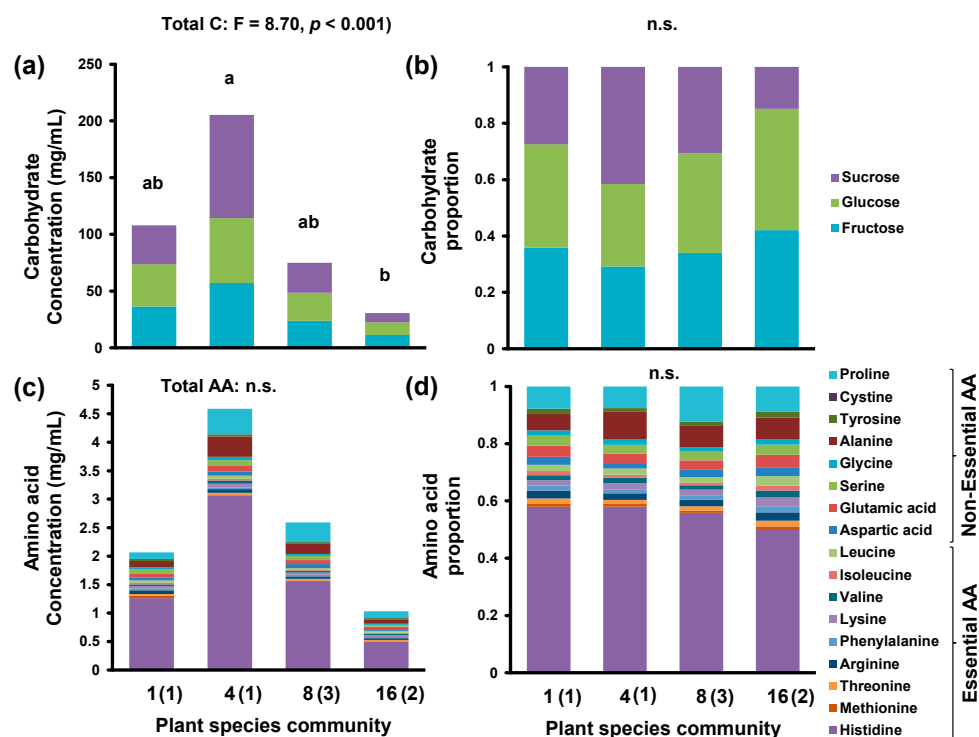 Total C: F = 8.70, p < 0.001)
n.s.
(a)
250
200
150
100
50
0
Carbohydrate
Concentration (mg/mL)
ab
a
ab
b
(b)
1
0.8
0.6
0.4
0.2
0
Carbohydrate
proportion
Sucrose
Glucose
Fructose
(c)
Total AA: n.s.
5
4.5
4
3.5
3
2.5
2
1.5
1
0.5
0
Amino acid
Concentration (mg/mL)
1 (1)
4 (1)
8 (3)
16 (2)
Plant species community
(d)
n.s.
1
0.8
0.6
0.4
0.2
0
Amino acid
proportion
1 (1)
4 (1)
8 (3)
16 (2)
Plant species community
Proline
Cystine
Tyrosine
Alanine
Glycine
Serine
Glutamic acid
Aspartic acid
Leucine
Isoleucine
Valine
Lysine
Phenylalanine
Arginine
Threonine
Methionine
Histidine
Non-Essential AA
Essential AA